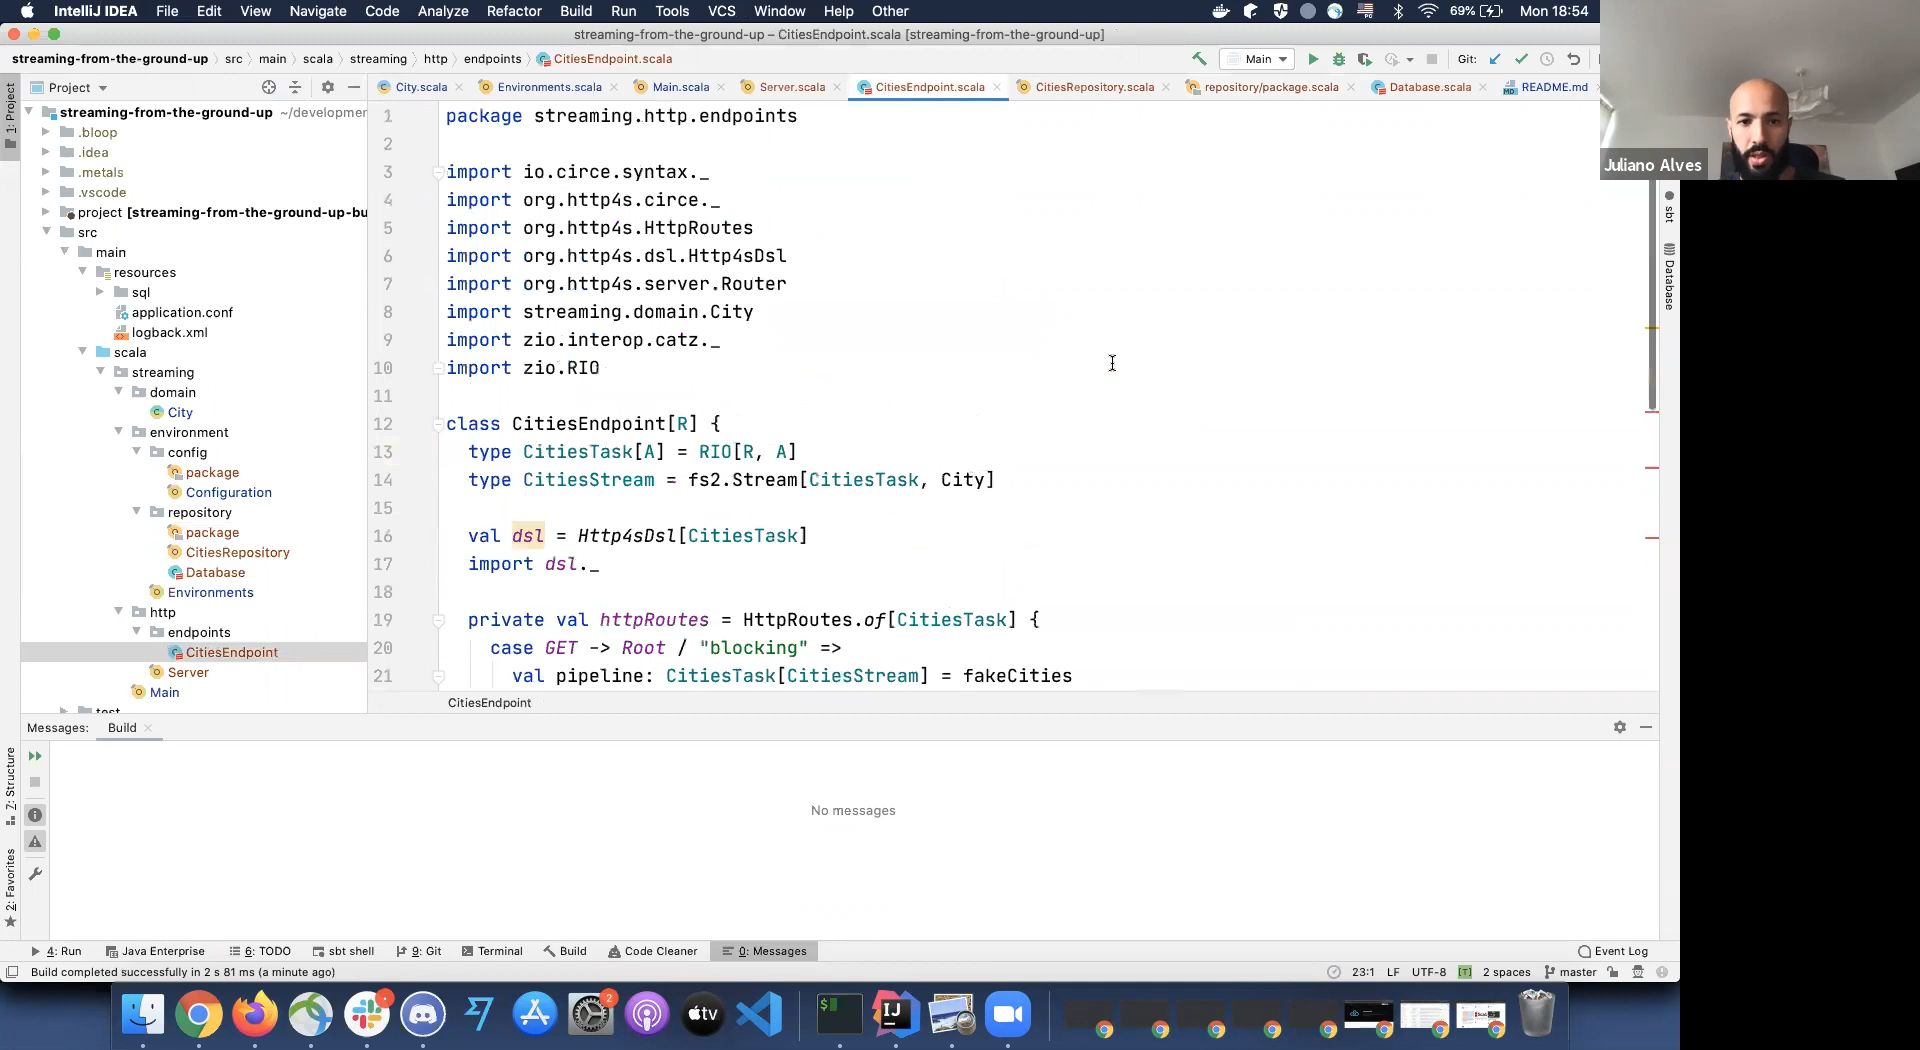 IntelliJ IDEA File Edit View Navigate Code Analyze Refactor Build Run Tools VCS Window Help Other 69% Mon 18:54
streaming-from-the-ground-up – CitiesEndpoint.scala [streaming-from-the-ground-up]
streaming-from-the-ground-up src main scala streaming http endpoints CitiesEndpoint.scala Main Git:
Project City.scala Environments.scala Main.scala Server.scala CitiesEndpoint.scala CitiesRepository.scala repository/package.scala Database.scala README.md
Juliano Alves
1: Project
streaming-from-the-ground-up ~/developmer
.bloop
.idea
.metals
.vscode
project [streaming-from-the-ground-up-bu
src
main
resources
sql
application.conf
logback.xml
scala
streaming
domain
City
environment
config
package
Configuration
repository
package
CitiesRepository
Database
Environments
http
endpoints
CitiesEndpoint
Server
Main
test
1 package streaming.http.endpoints
2
3 import io.circe.syntax._
4 import org.http4s.circe._
5 import org.http4s.HttpRoutes
6 import org.http4s.dsl.Http4sDsl
7 import org.http4s.server.Router
8 import streaming.domain.City
9 import zio.interop.catz._
10 import zio.RIO
11
12 class CitiesEndpoint[R] {
13 type CitiesTask[A] = RIO[R, A]
14 type CitiesStream = fs2.Stream[CitiesTask, City]
15
16 val dsl = Http4sDsl[CitiesTask]
17 import dsl._
18
19 private val httpRoutes = HttpRoutes.of[CitiesTask] {
20 case GET -> Root / "blocking" =>
21 val pipeline: CitiesTask[CitiesStream] = fakeCities
CitiesEndpoint
sbt
Database
Messages: Build
No messages
7: Structure
2: Favorites
4: Run Java Enterprise 6: TODO sbt shell 9: Git Terminal Build Code Cleaner 0: Messages Event Log
Build completed successfully in 2 s 81 ms (a minute ago) 23:1 LF UTF-8 [T] 2 spaces master
2
$
IJ
tv